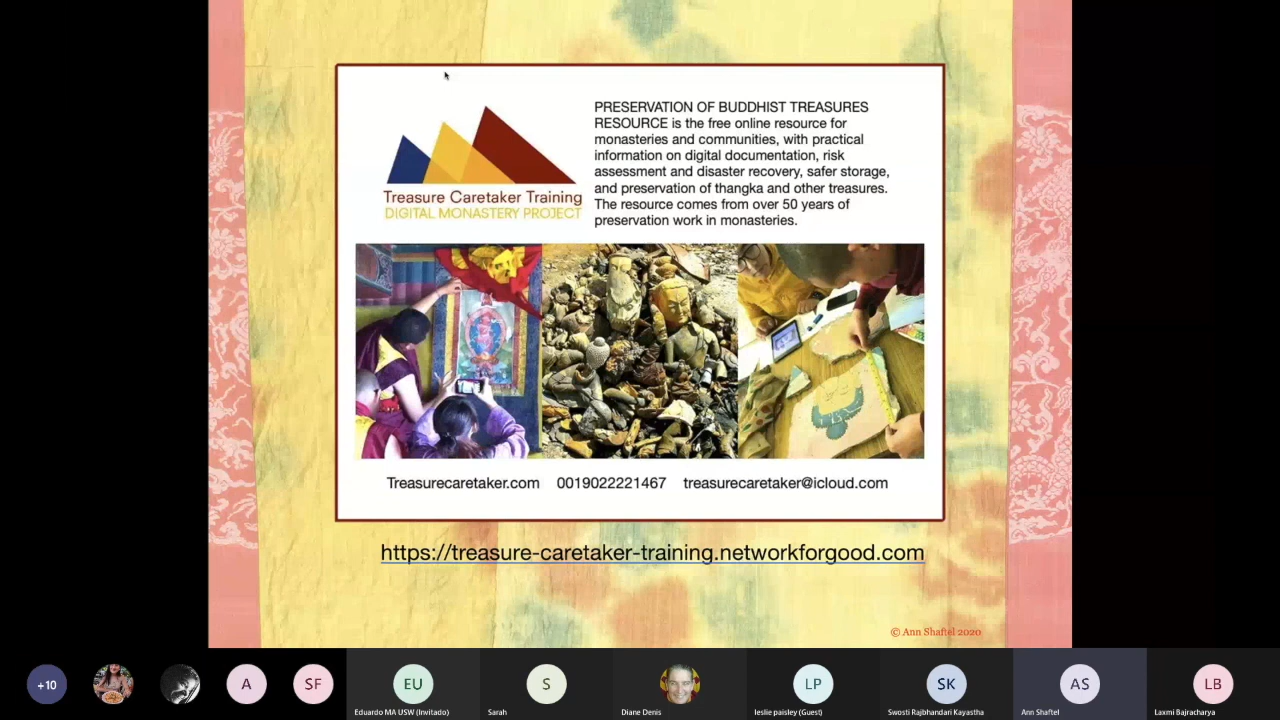 PRESERVATION OF BUDDHIST TREASURES
RESOURCE is the free online resource for
monasteries and communities, with practical
information on digital documentation, risk
assessment and disaster recovery, safer storage,
and preservation of thangka and other treasures.
The resource comes from over 50 years of
preservation work in monasteries.
Treasure Caretaker Training
DIGITAL MONASTERY PROJECT
Treasurecaretaker.com 0019022221467 treasurecaretaker@icloud.com
https://treasure-caretaker-training.networkforgood.com
© Ann Shaftel 2020
+10 A SF EU S LP SK AS LB
Eduardo MA USW (Invitado) Sarah Diane Denis leslie paisley (Guest) Swosti Rajbhandari Kayastha Ann Shaftel Laxmi Bajracharya